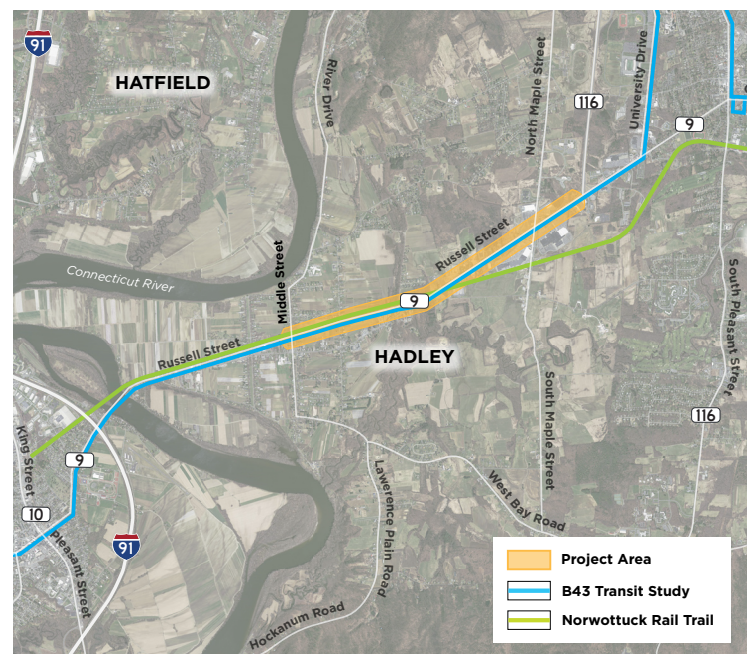 91
HATFIELD
River Drive
North Maple Street
116
University Drive
9
Russell Street
Connecticut River
Middle Street
9
HADLEY
Russell Street
South Pleasant Street
King Street
9
10
Pleasant Street
91
116
South Maple Street
West Bay Road
Lawerence Plain Road
Hockanum Road
Project Area
B43 Transit Study
Norwottuck Rail Trail